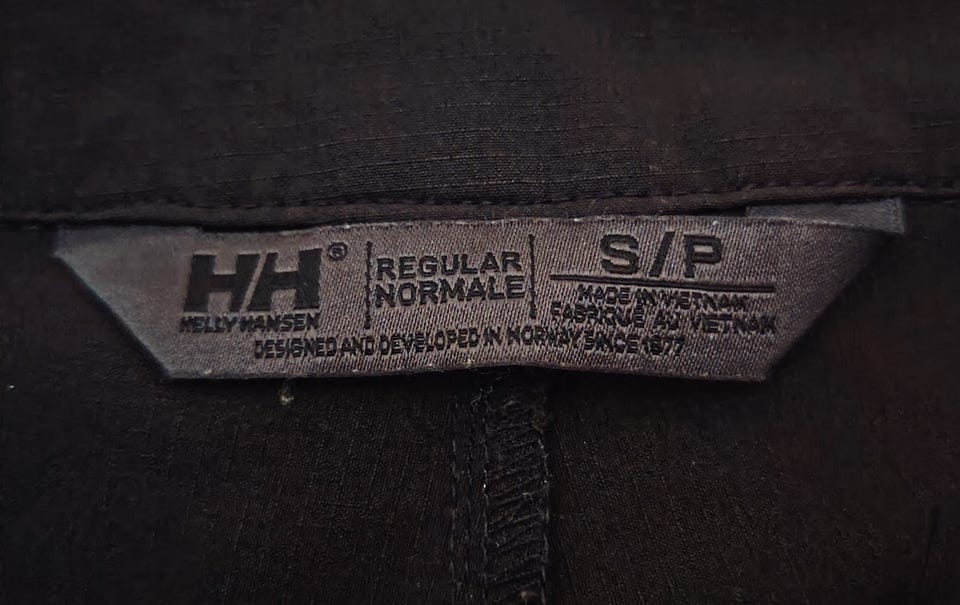 HH®
HELLY HANSEN
REGULAR
NORMALE
S/P
MADE IN VIETNAM
FABRIQUÉ AU VIETNAM
DESIGNED AND DEVELOPED IN NORWAY SINCE 1877